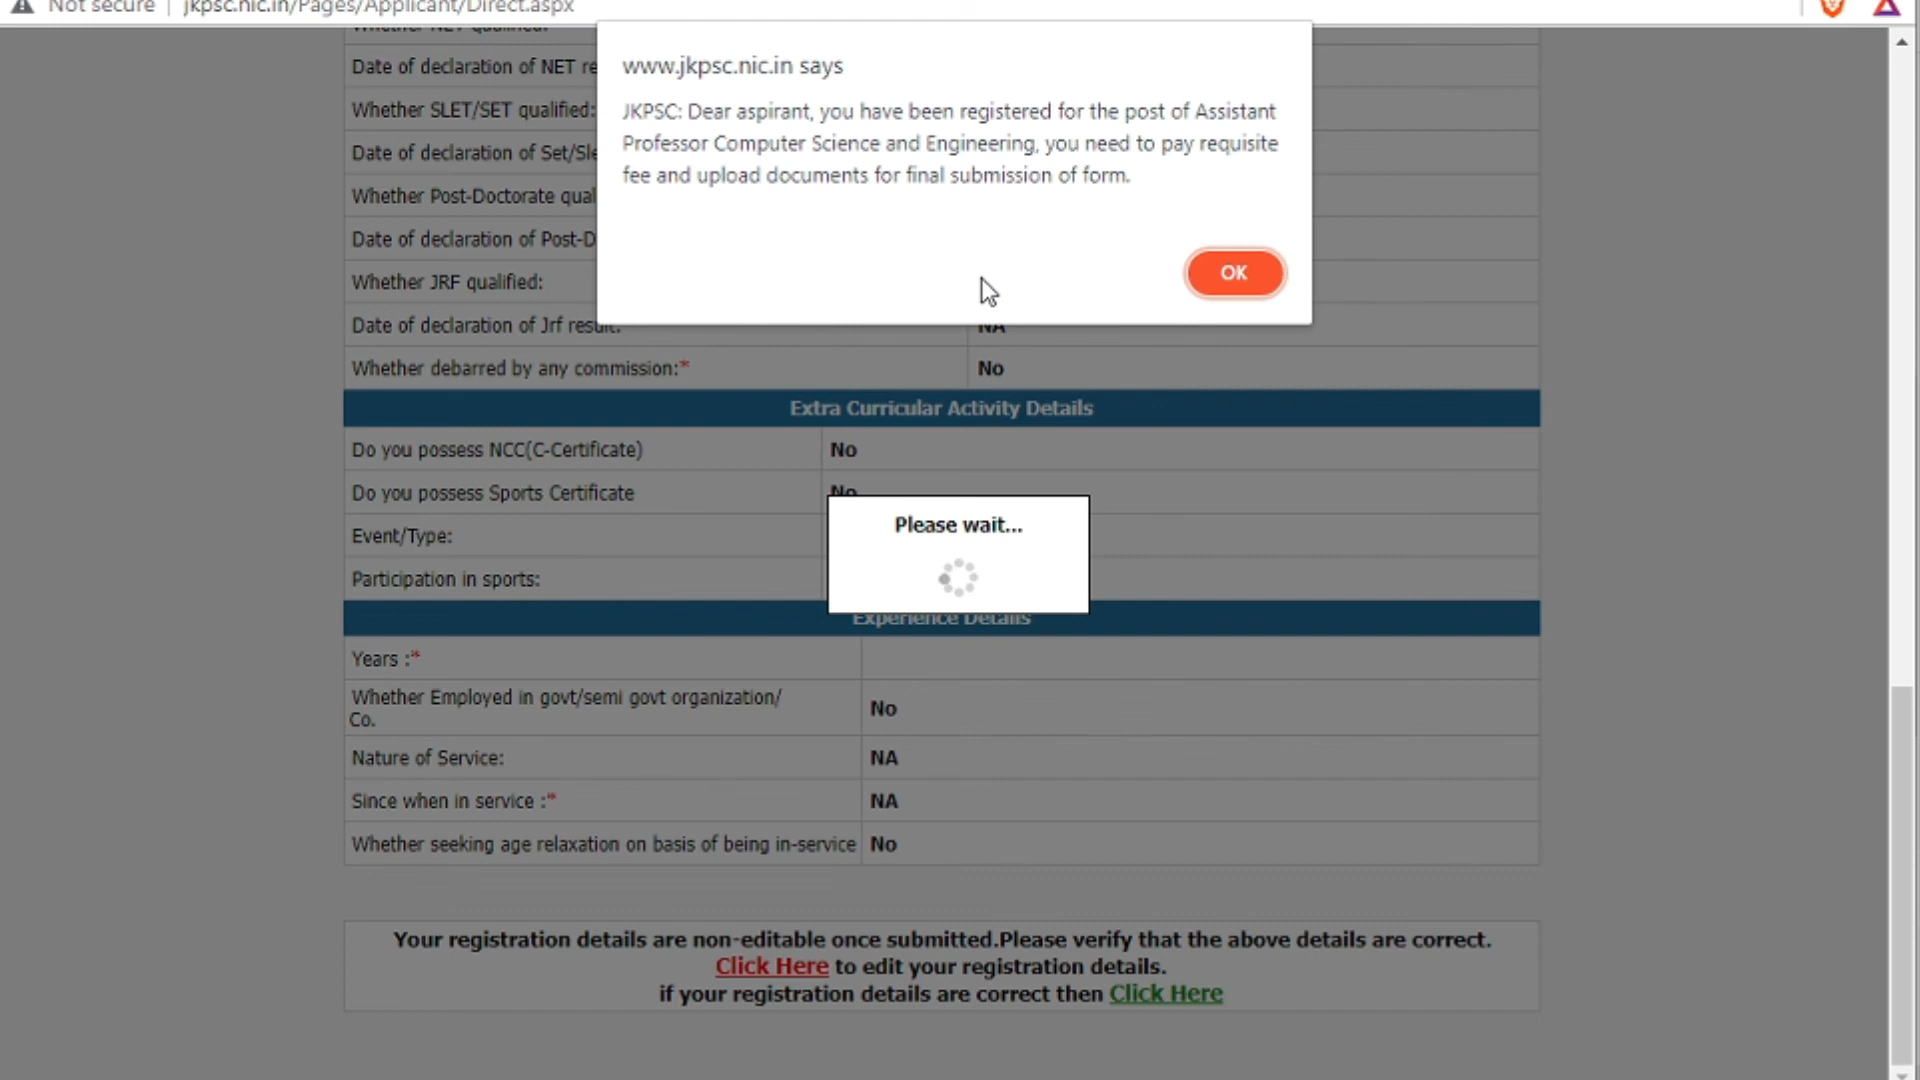 Not secure | jkpsc.nic.in/Pages/Applicant/Direct.aspx
www.jkpsc.nic.in says
JKPSC: Dear aspirant, you have been registered for the post of Assistant
Professor Computer Science and Engineering, you need to pay requisite
fee and upload documents for final submission of form.
OK
Whether NET qualified:
Date of declaration of NET re
Whether SLET/SET qualified:
Date of declaration of Set/Sle
Whether Post-Doctorate qual
Date of declaration of Post-D
Whether JRF qualified:
Date of declaration of Jrf result: NA
Whether debarred by any commission:* No
Extra Curricular Activity Details
Do you possess NCC(C-Certificate) No
Do you possess Sports Certificate No
Please wait...
Event/Type:
Participation in sports:
Experience Details
Years :*
Whether Employed in govt/semi govt organization/
Co. No
Nature of Service: NA
Since when in service :* NA
Whether seeking age relaxation on basis of being in-service No
Your registration details are non-editable once submitted.Please verify that the above details are correct.
Click Here to edit your registration details.
if your registration details are correct then Click Here